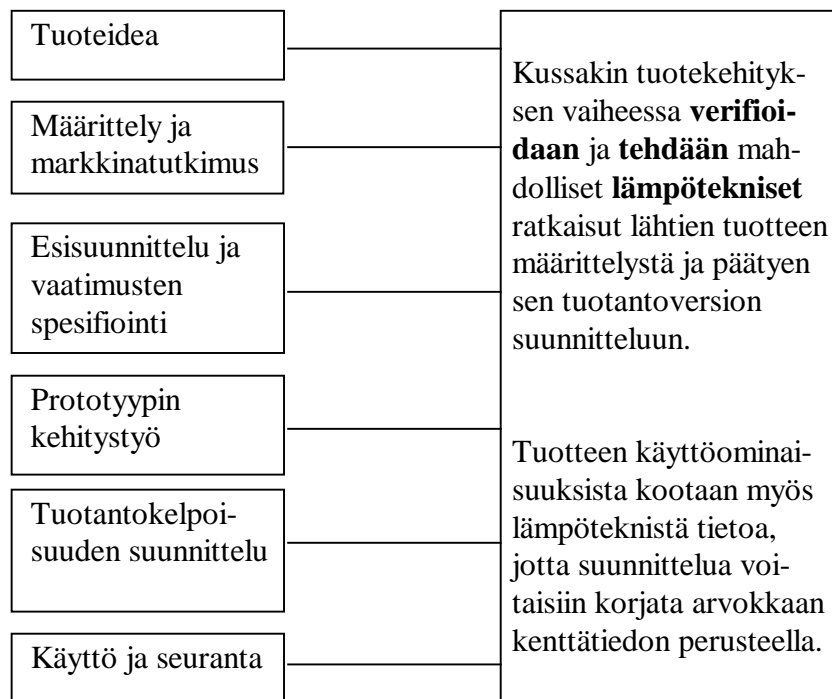 Tuoteidea
Määrittely ja
markkinatutkimus
Esisuunnittelu ja
vaatimusten
spesifiointi
Prototyypin
kehitystyö
Tuotantokelpoi-
suuden suunnittelu
Käyttö ja seuranta
Kussakin tuotekehityk-
sen vaiheessa verifioi-
daan ja tehdään mah-
dolliset lämpötekniset
ratkaisut lähtien tuotteen
määrittelystä ja päätyen
sen tuotantoversion
suunnitteluun.
Tuotteen käyttöominai-
suuksista kootaan myös
lämpöteknistä tietoa,
jotta suunnittelua voi-
taisiin korjata arvokkaan
kenttätiedon perusteella.